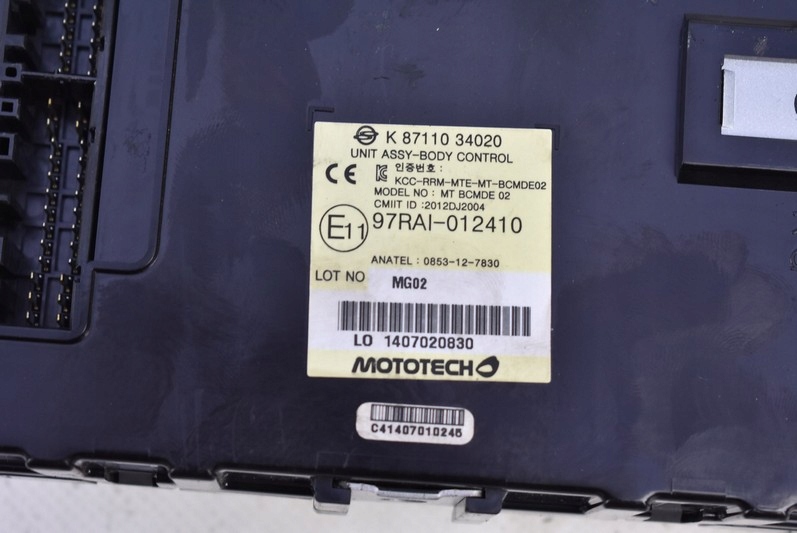 K 87110 34020
UNIT ASSY-BODY CONTROL
CE 인증번호 :
KCC-RRM-MTE-MT-BCMDE02
MODEL NO : MT BCMDE 02
CMIIT ID :2012DJ2004
E11 97RAI-012410
ANATEL : 0853-12-7830
LOT NO MG02
LO 1407020830
MOTOTECH
C41407010245